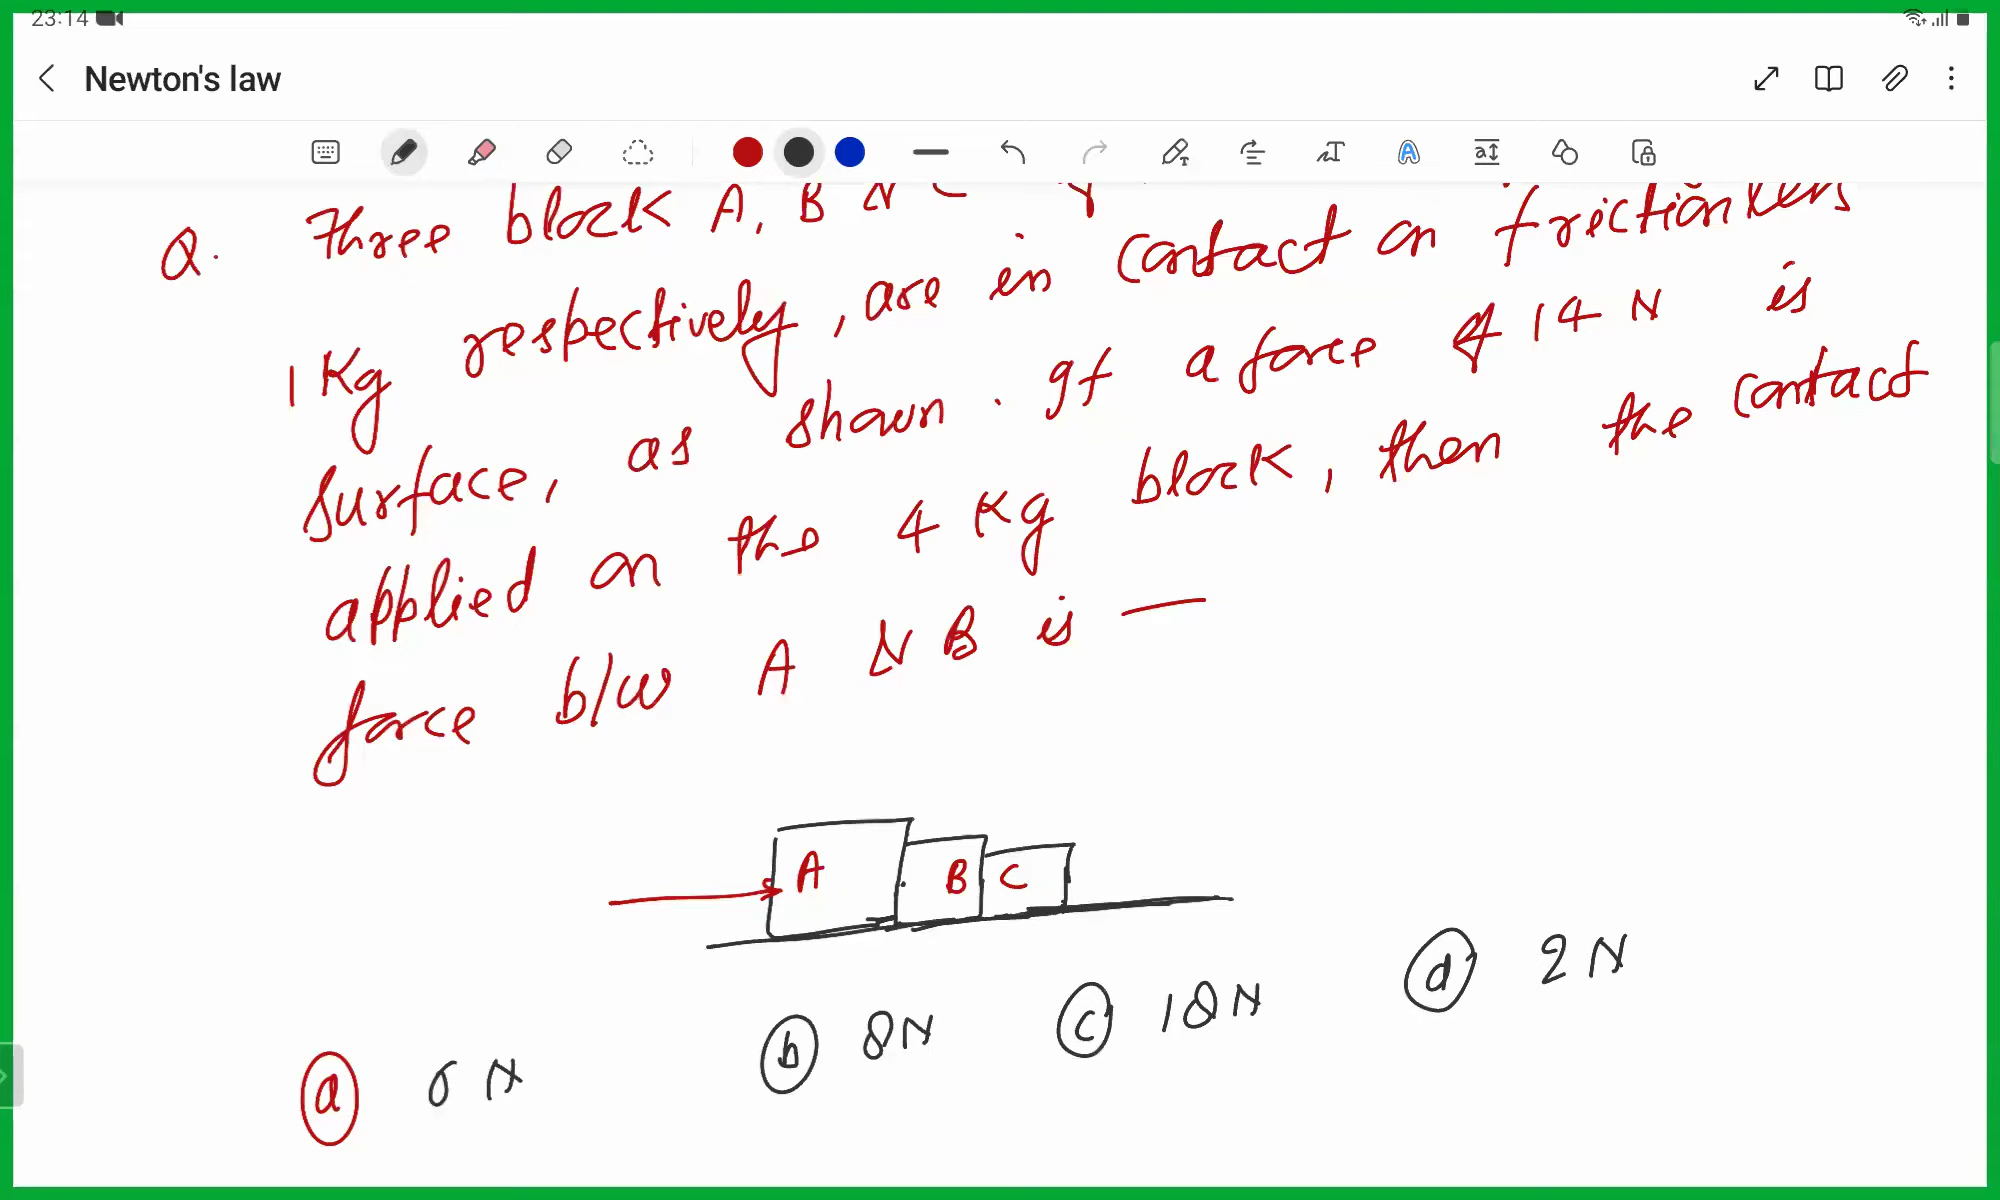 23:14
Newton's law
Q. Three block A, B &
1 Kg respectively, are in contact on frictionless
surface, as shown. If a force of 14 N is
applied on the 4 Kg block, then the contact
force b/w A & B is —
A B C
(a) 6 N (b) 8N (c) 18N (d) 2 N